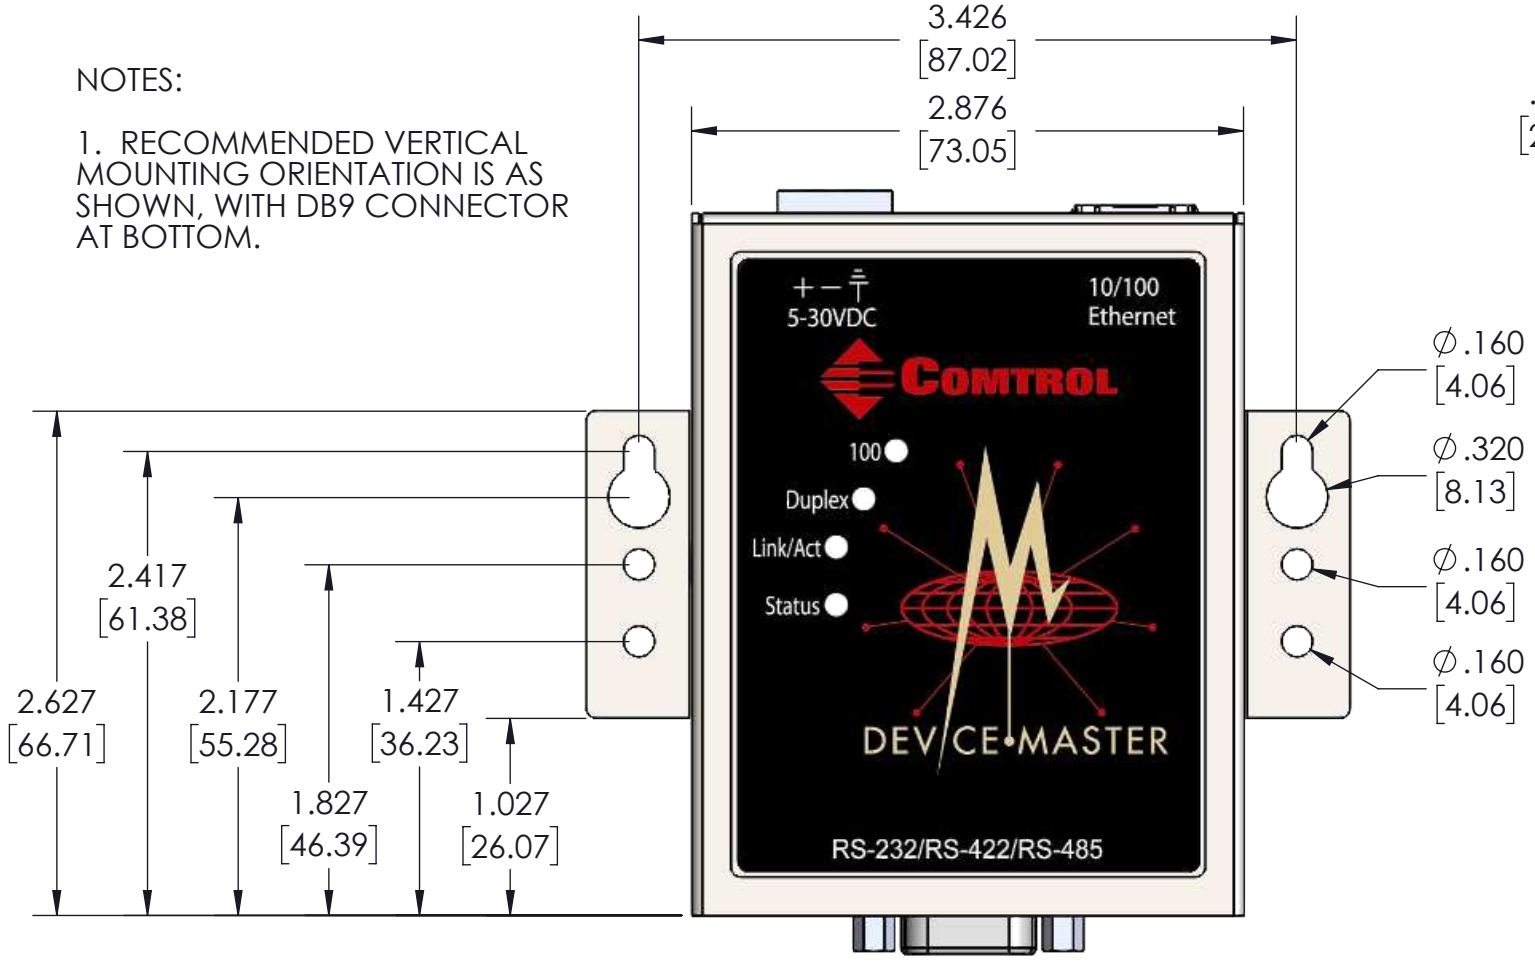 3.426
[87.02]
NOTES:
2.876
[73.05]
1. RECOMMENDED VERTICAL
MOUNTING ORIENTATION IS AS
SHOWN, WITH DB9 CONNECTOR
AT BOTTOM.
+ −
5-30VDC
10/100
Ethernet
COMTROL
100
Duplex
Link/Act
Status
DEVICE•MASTER
RS-232/RS-422/RS-485
∅.160
[4.06]
∅.320
[8.13]
∅.160
[4.06]
∅.160
[4.06]
2.417
[61.38]
2.627
[66.71]
2.177
[55.28]
1.427
[36.23]
1.827
[46.39]
1.027
[26.07]